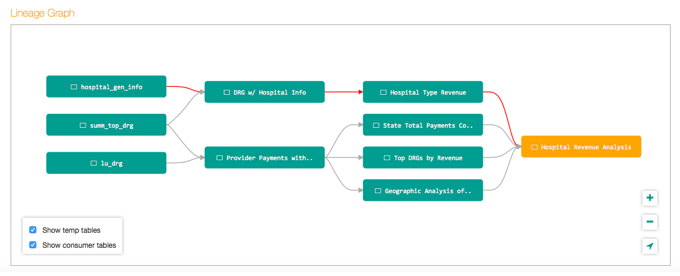 Lineage Graph
hospital_gen_info
DRG w/ Hospital Info
Hospital Type Revenue
summ_top_drg
State Total Payments Co..
Hospital Revenue Analysis
lu_drg
Provider Payments with..
Top DRGs by Revenue
Geographic Analysis of..
Show temp tables
Show consumer tables